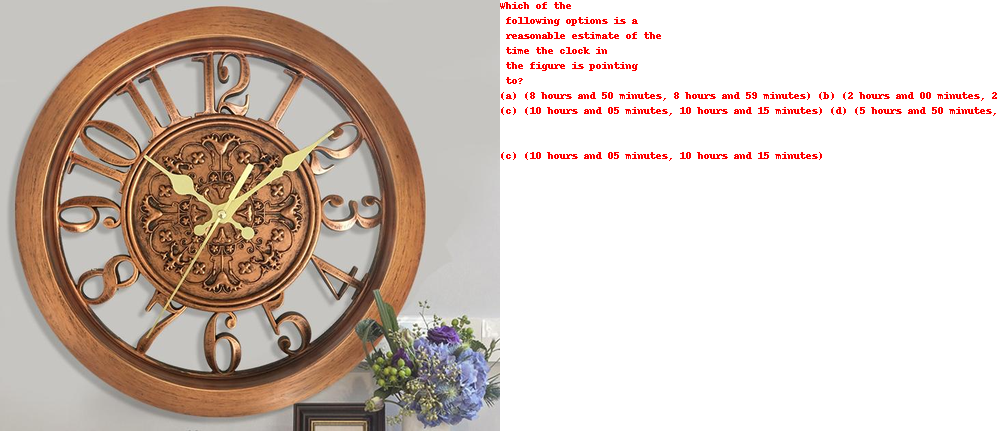 12
1
2
3
4
5
6
7
8
9
10
11
Which of the
following options is a
reasonable estimate of the
time the clock in
the figure is pointing
to?
(a) (8 hours and 50 minutes, 8 hours and 59 minutes) (b) (2 hours and 00 minutes, 2
(c) (10 hours and 05 minutes, 10 hours and 15 minutes) (d) (5 hours and 50 minutes,
(c) (10 hours and 05 minutes, 10 hours and 15 minutes)